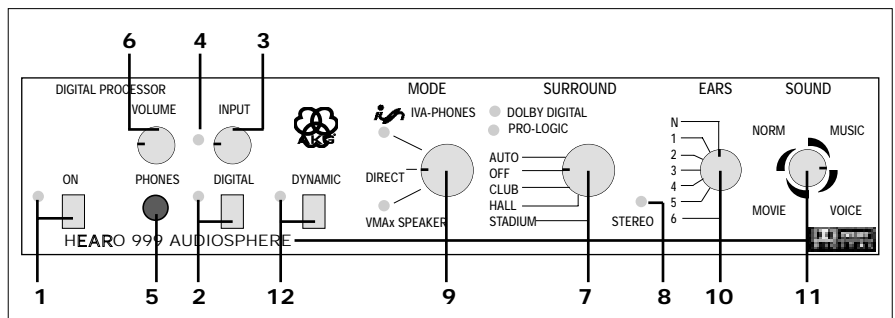 6 4 3
MODE SURROUND EARS SOUND
DIGITAL PROCESSOR
VOLUME INPUT
IVA-PHONES
DOLBY DIGITAL
PRO-LOGIC
AKG
DIRECT
VMAx SPEAKER
AUTO
OFF
CLUB
HALL
STADIUM
STEREO
N
1
2
3
4
5
6
NORM MUSIC
MOVIE VOICE
ON PHONES DIGITAL DYNAMIC
HEARO 999 AUDIOSPHERE
1 5 2 12 9 7 8 10 11